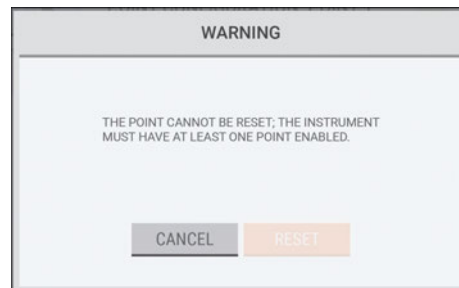 WARNING
THE POINT CANNOT BE RESET; THE INSTRUMENT
MUST HAVE AT LEAST ONE POINT ENABLED.
CANCEL
RESET